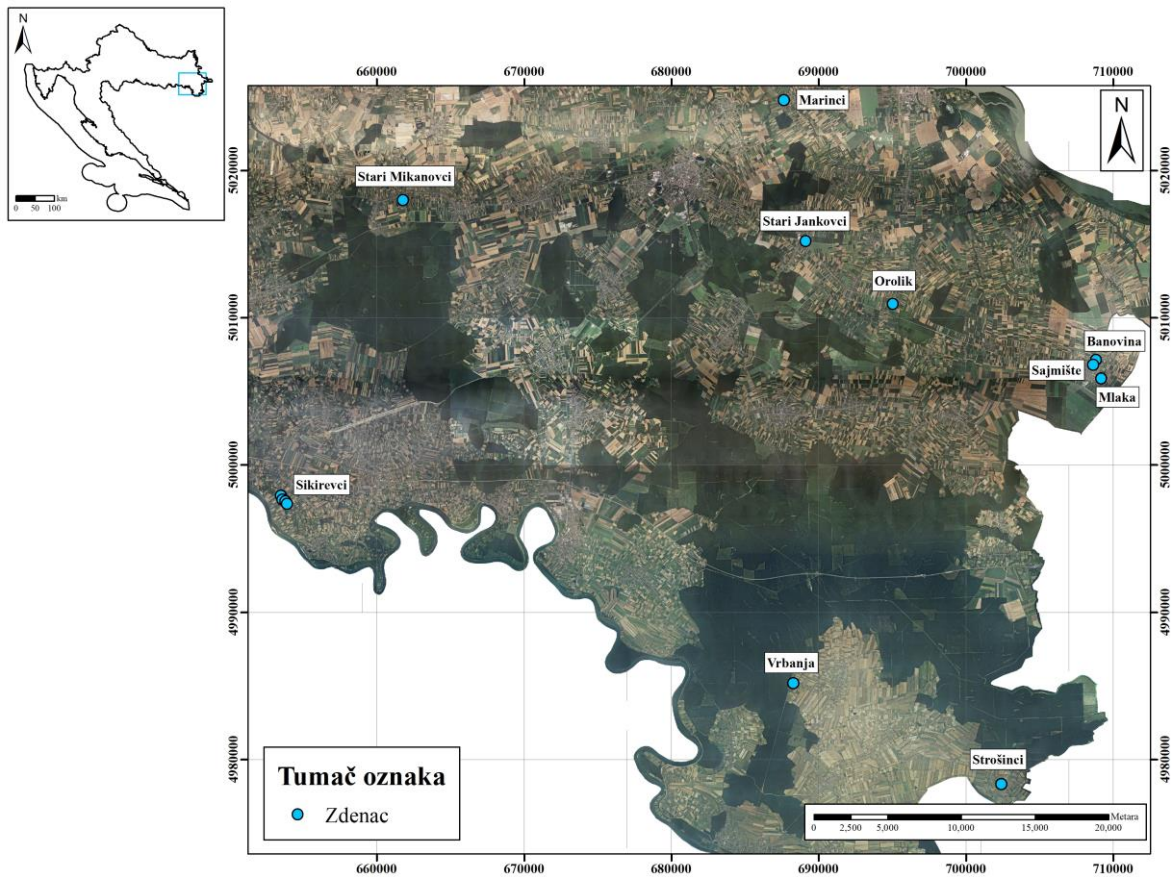 N
0 50 100 km
660000 670000 680000 690000 700000 710000
N
Marinci
5020000 5020000
Stari Mikanovci
Stari Jankovci
Orolik
5010000 5010000
Banovina
Sajmište
Mlaka
5000000 5000000
Sikirevci
4990000 4990000
Vrbanja
Strošinci
4980000 4980000
Tumač oznaka
Zdenac
Metara
0 2,500 5,000 10,000 15,000 20,000
660000 670000 680000 690000 700000 710000